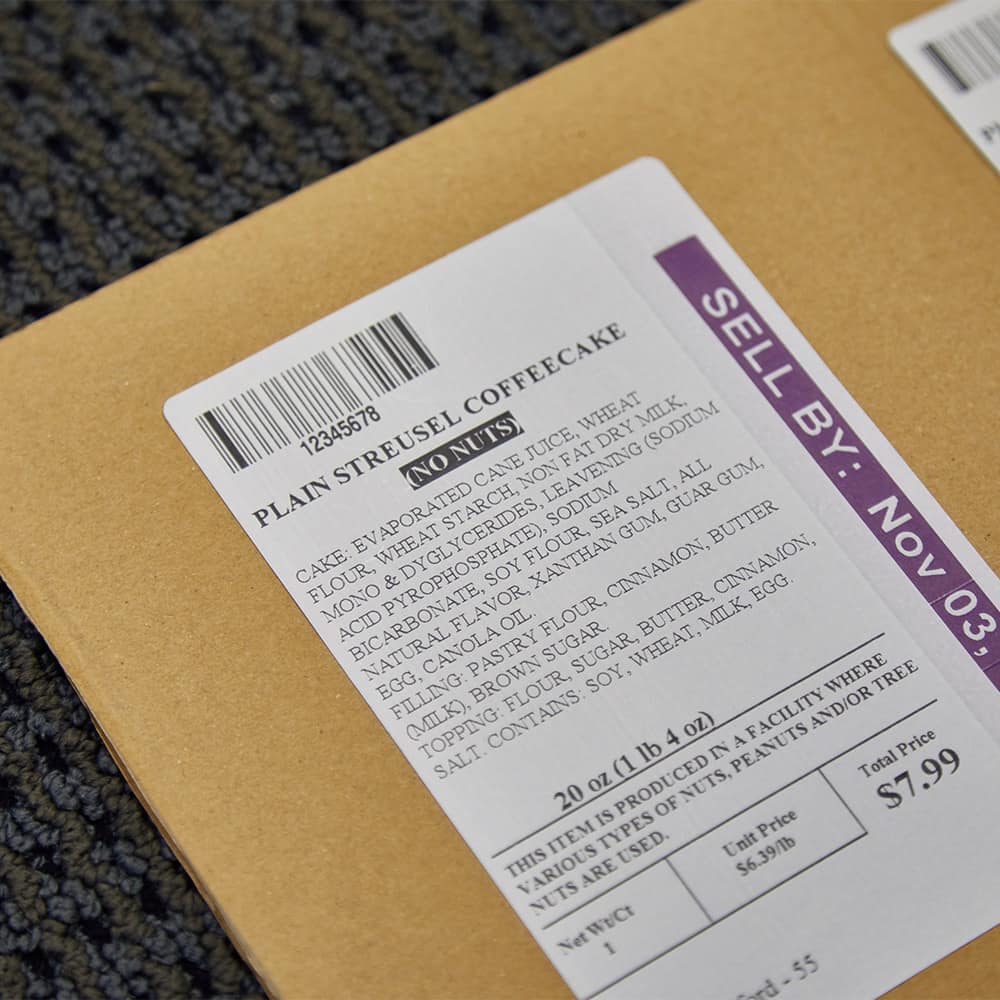 12345678
PLAIN STREUSEL COFFEECAKE
(NO NUTS)
CAKE: EVAPORATED CANE JUICE, WHEAT
FLOUR, WHEAT STARCH, NON FAT DRY MILK,
MONO & DYGLYCERIDES, LEAVENING (SODIUM
ACID PYROPHOSPHATE), SODIUM
BICARBONATE, SOY FLOUR, SEA SALT, ALL
NATURAL FLAVOR, XANTHAN GUM, GUAR GUM,
EGG, CANOLA OIL.
FILLING: PASTRY FLOUR, CINNAMON, BUTTER
(MILK), BROWN SUGAR
TOPPING: FLOUR, SUGAR, BUTTER, CINNAMON,
SALT. CONTAINS: SOY, WHEAT, MILK, EGG.
20 oz (1 lb 4 oz)
THIS ITEM IS PRODUCED IN A FACILITY WHERE
VARIOUS TYPES OF NUTS, PEANUTS AND/OR TREE
NUTS ARE USED.
Net Wt/Ct
1
Unit Price
$6.39/lb
Total Price
$7.99
- 55
SELL BY: Nov 03,